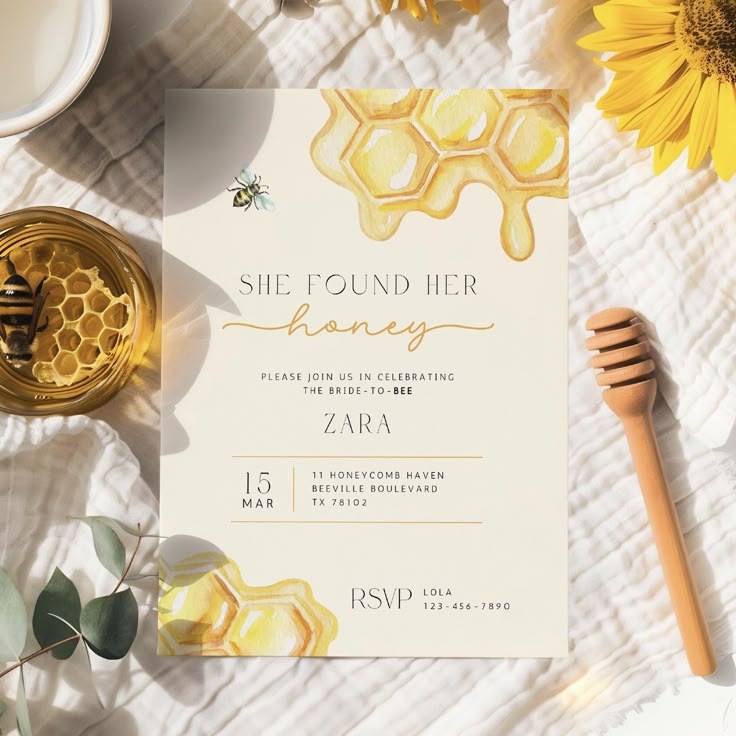 SHE FOUND HER
honey
PLEASE JOIN US IN CELEBRATING
THE BRIDE-TO-BEE
ZARA
15
MAR
11 HONEYCOMB HAVEN
BEEVILLE BOULEVARD
TX 78102
RSVP
LOLA
123-456-7890